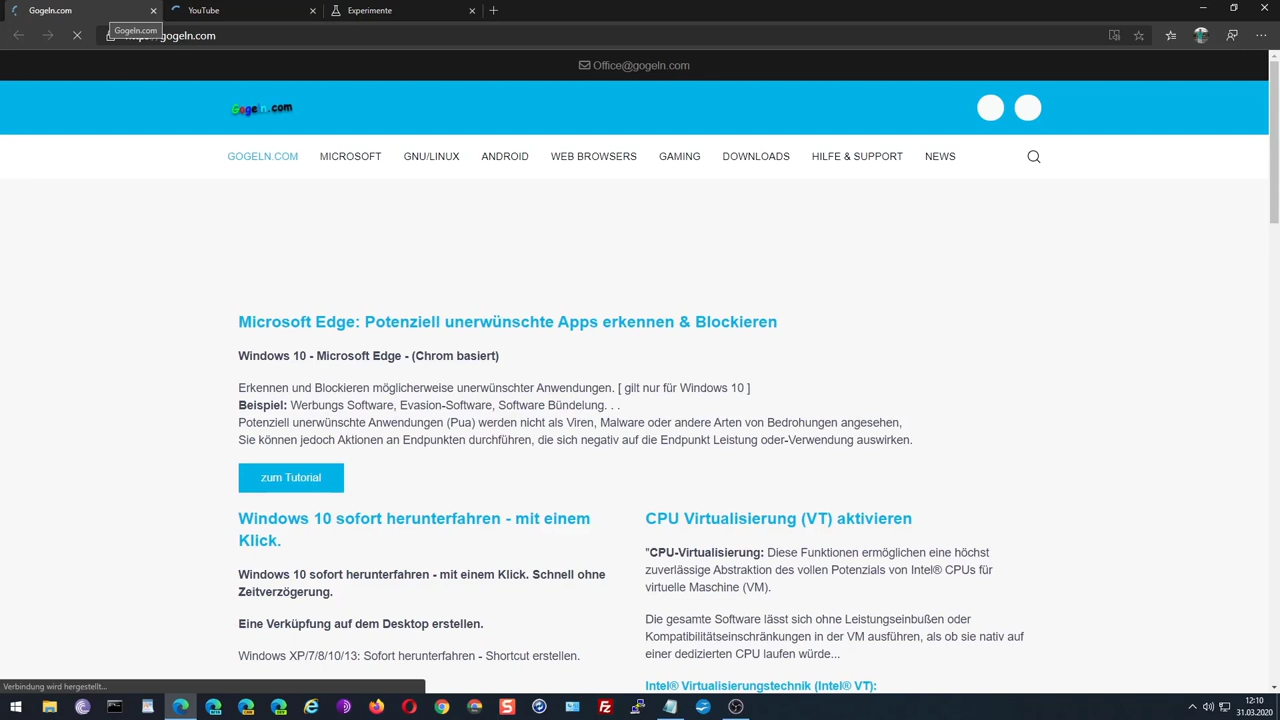 Gogeln.com
YouTube
Experimente
Gogeln.com
gogeln.com
Office@gogeln.com
Gogeln.com
GOGELN.COM MICROSOFT GNU/LINUX ANDROID WEB BROWSERS GAMING DOWNLOADS HILFE & SUPPORT NEWS
Microsoft Edge: Potenziell unerwünschte Apps erkennen & Blockieren
Windows 10 - Microsoft Edge - (Chrom basiert)
Erkennen und Blockieren möglicherweise unerwünschter Anwendungen. [ gilt nur für Windows 10 ]
Beispiel: Werbungs Software, Evasion-Software, Software Bündelung. . .
Potenziell unerwünschte Anwendungen (Pua) werden nicht als Viren, Malware oder andere Arten von Bedrohungen angesehen,
Sie können jedoch Aktionen an Endpunkten durchführen, die sich negativ auf die Endpunkt Leistung oder-Verwendung auswirken.
zum Tutorial
Windows 10 sofort herunterfahren - mit einem
Klick.
Windows 10 sofort herunterfahren - mit einem Klick. Schnell ohne
Zeitverzögerung.
Eine Verküpfung auf dem Desktop erstellen.
Windows XP/7/8/10/13: Sofort herunterfahren - Shortcut erstellen.
CPU Virtualisierung (VT) aktivieren
"CPU-Virtualisierung: Diese Funktionen ermöglichen eine höchst
zuverlässige Abstraktion des vollen Potenzials von Intel® CPUs für
virtuelle Maschine (VM).
Die gesamte Software lässt sich ohne Leistungseinbußen oder
Kompatibilitätseinschränkungen in der VM ausführen, als ob sie nativ auf
einer dedizierten CPU laufen würde...
Intel® Virtualisierungstechnik (Intel® VT):
Verbindung wird hergestellt...
12:10
31.03.2020